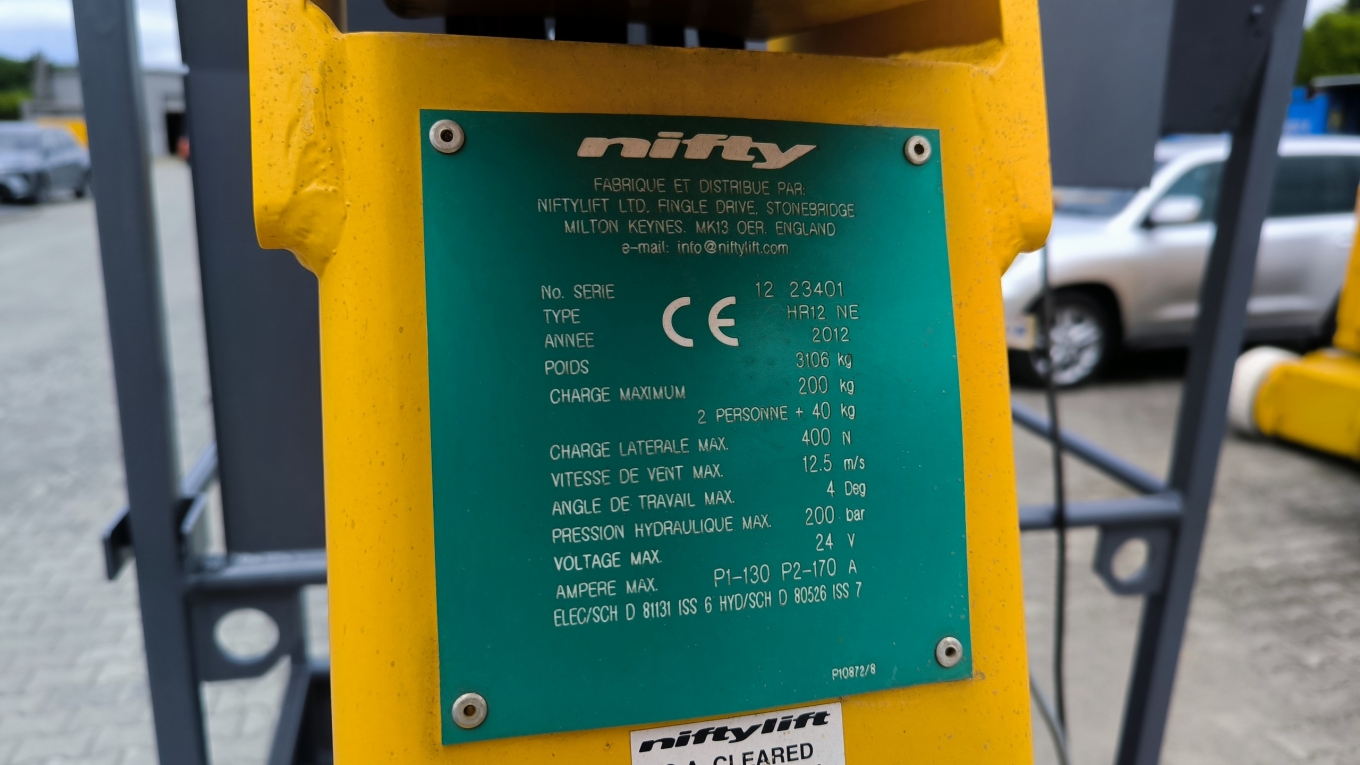 nifty
FABRIQUE ET DISTRIBUE PAR:
NIFTYLIFT LTD, FINGLE DRIVE, STONEBRIDGE
MILTON KEYNES, MK13 OER, ENGLAND
e-mail: info@niftylift.com
No. SERIE 12 23401
TYPE HR12 NE
CE
ANNEE 2012
POIDS 3106 kg
CHARGE MAXIMUM 200 kg
2 PERSONNE + 40 kg
CHARGE LATERALE MAX. 400 N
VITESSE DE VENT MAX. 12.5 m/s
ANGLE DE TRAVAIL MAX. 4 Deg
PRESSION HYDRAULIQUE MAX. 200 bar
VOLTAGE MAX. 24 V
AMPERE MAX. P1-130 P2-170 A
ELEC/SCH D 81131 ISS 6 HYD/SCH D 80526 ISS 7
P10872/8
niftylift
CLEARED